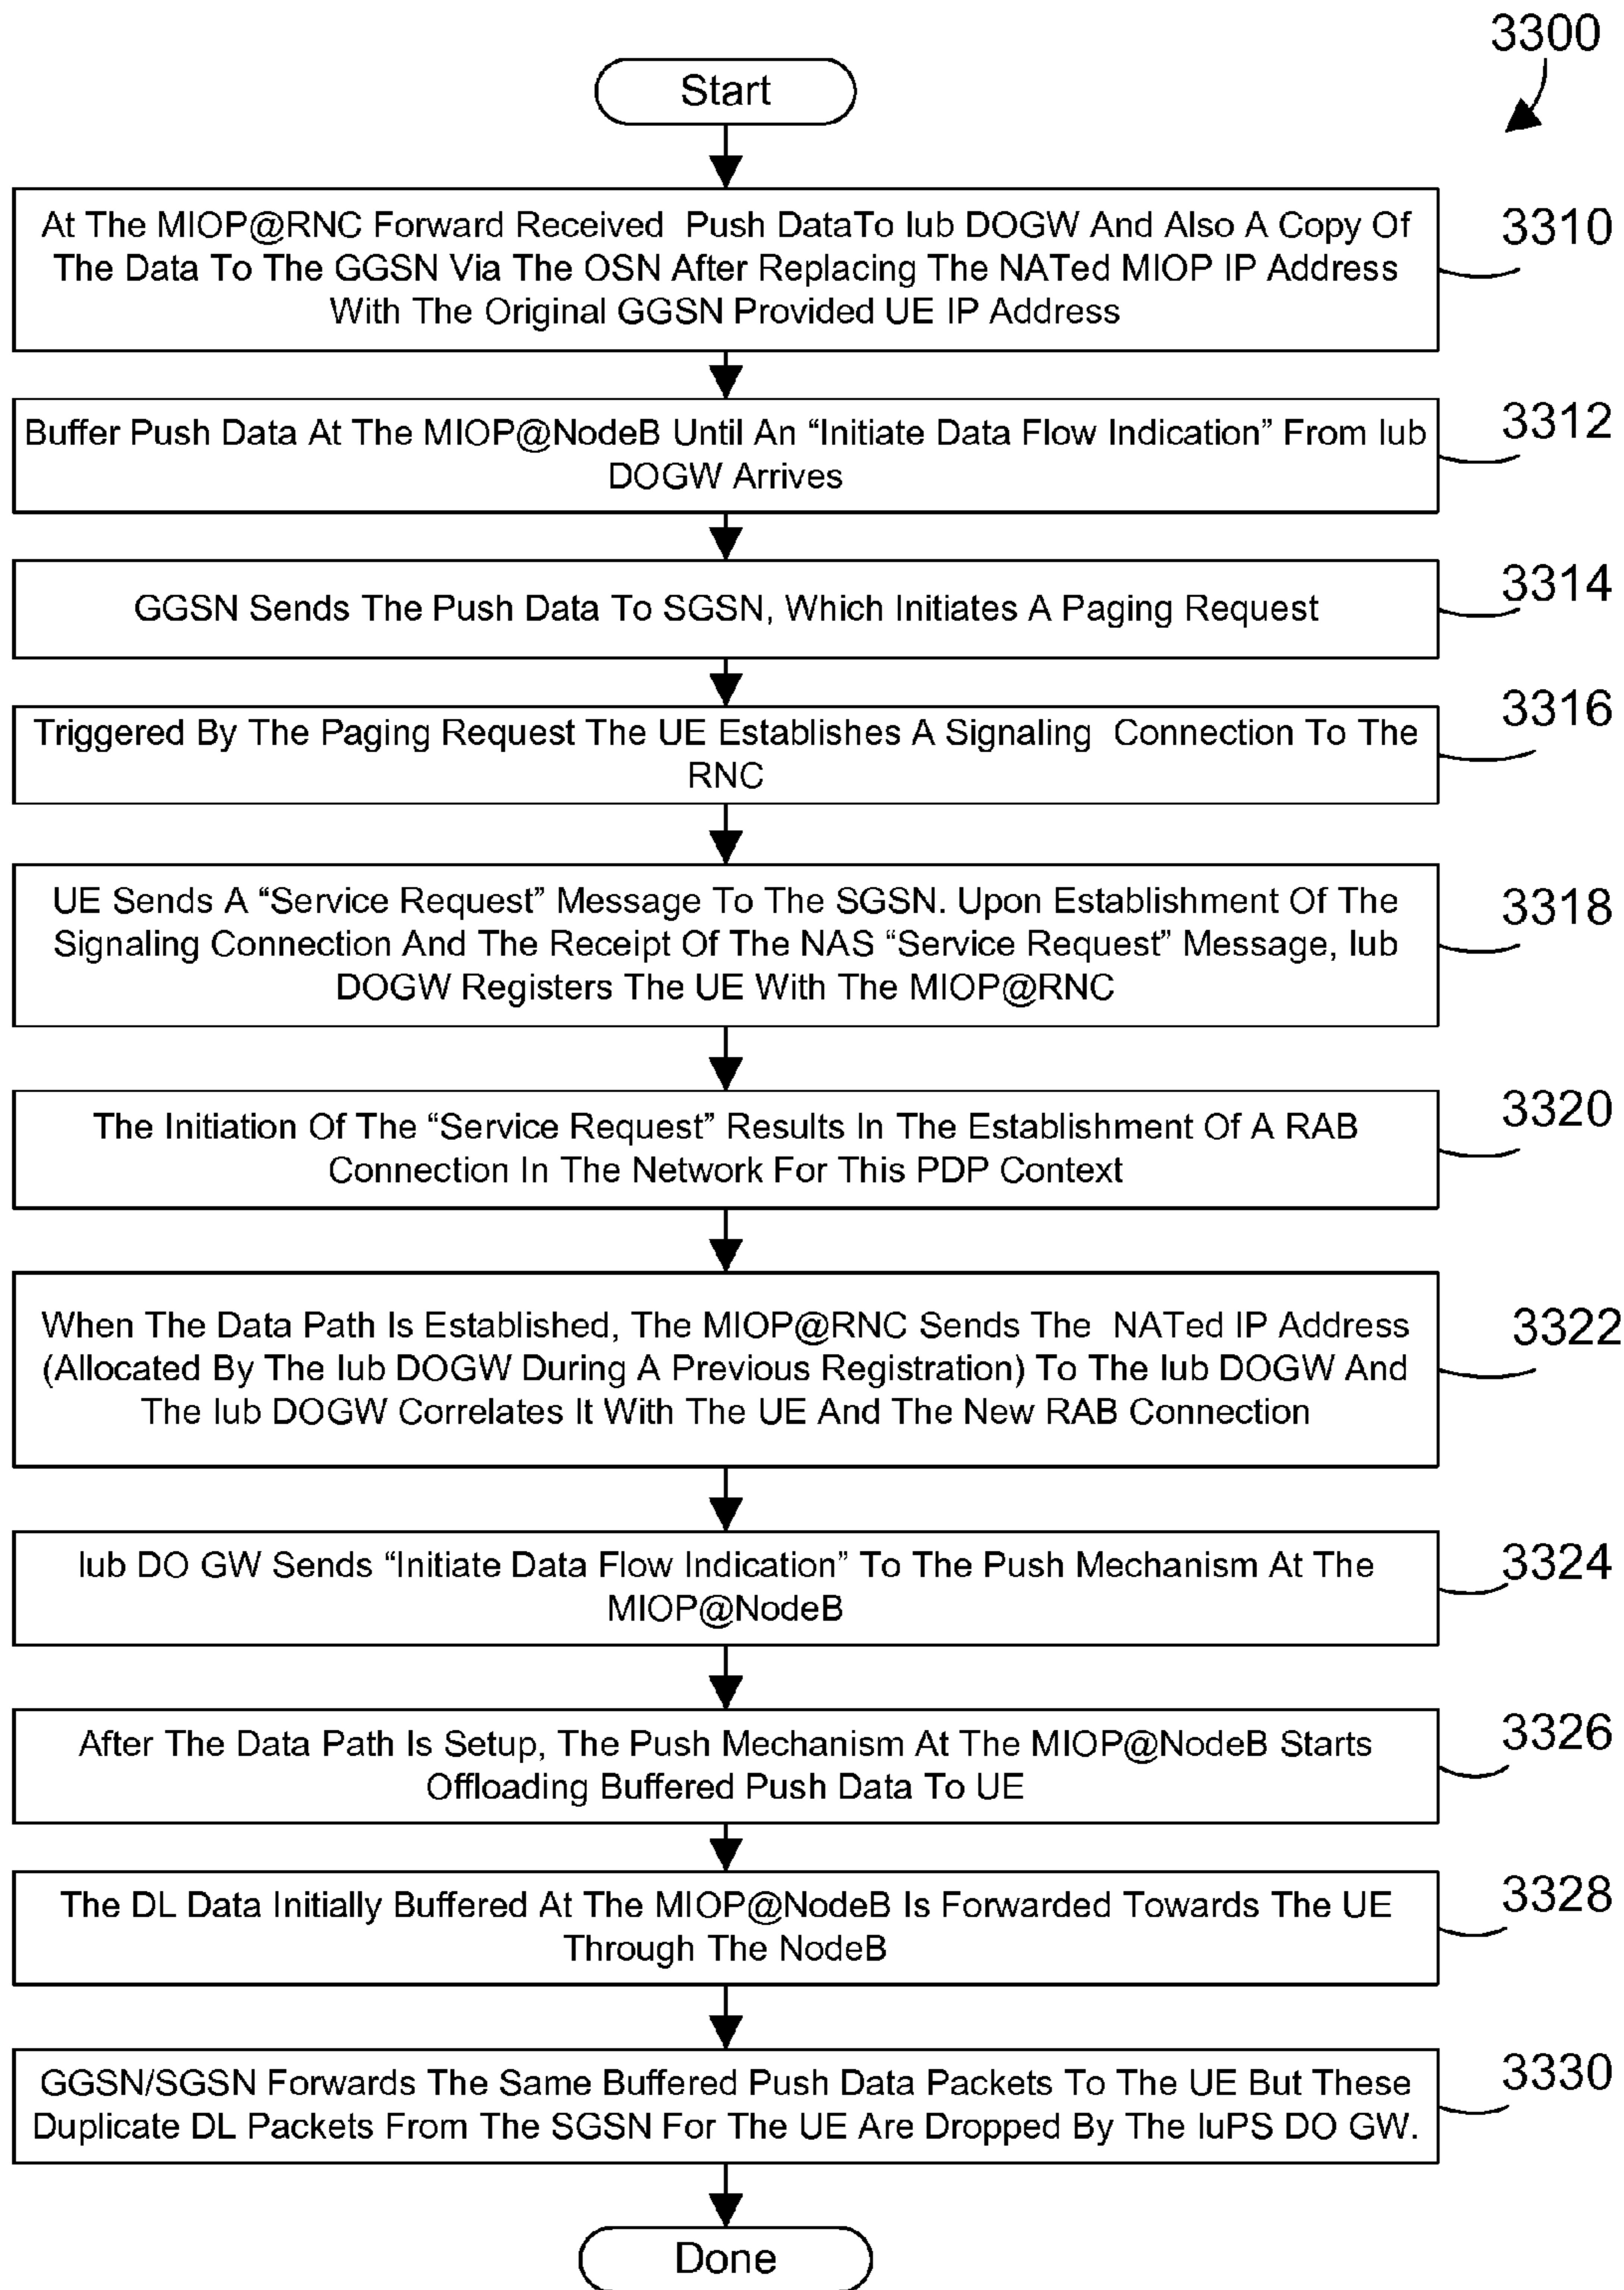 3300
Start
At The MIOP@RNC Forward Received Push DataTo Iub DOGW And Also A Copy Of
The Data To The GGSN Via The OSN After Replacing The NATed MIOP IP Address
With The Original GGSN Provided UE IP Address
3310
Buffer Push Data At The MIOP@NodeB Until An “Initiate Data Flow Indication” From Iub
DOGW Arrives
3312
GGSN Sends The Push Data To SGSN, Which Initiates A Paging Request
3314
Triggered By The Paging Request The UE Establishes A Signaling Connection To The
RNC
3316
UE Sends A “Service Request” Message To The SGSN. Upon Establishment Of The
Signaling Connection And The Receipt Of The NAS “Service Request” Message, Iub
DOGW Registers The UE With The MIOP@RNC
3318
The Initiation Of The “Service Request” Results In The Establishment Of A RAB
Connection In The Network For This PDP Context
3320
When The Data Path Is Established, The MIOP@RNC Sends The NATed IP Address
(Allocated By The Iub DOGW During A Previous Registration) To The Iub DOGW And
The Iub DOGW Correlates It With The UE And The New RAB Connection
3322
Iub DO GW Sends “Initiate Data Flow Indication” To The Push Mechanism At The
MIOP@NodeB
3324
After The Data Path Is Setup, The Push Mechanism At The MIOP@NodeB Starts
Offloading Buffered Push Data To UE
3326
The DL Data Initially Buffered At The MIOP@NodeB Is Forwarded Towards The UE
Through The NodeB
3328
GGSN/SGSN Forwards The Same Buffered Push Data Packets To The UE But These
Duplicate DL Packets From The SGSN For The UE Are Dropped By The IuPS DO GW.
3330
Done